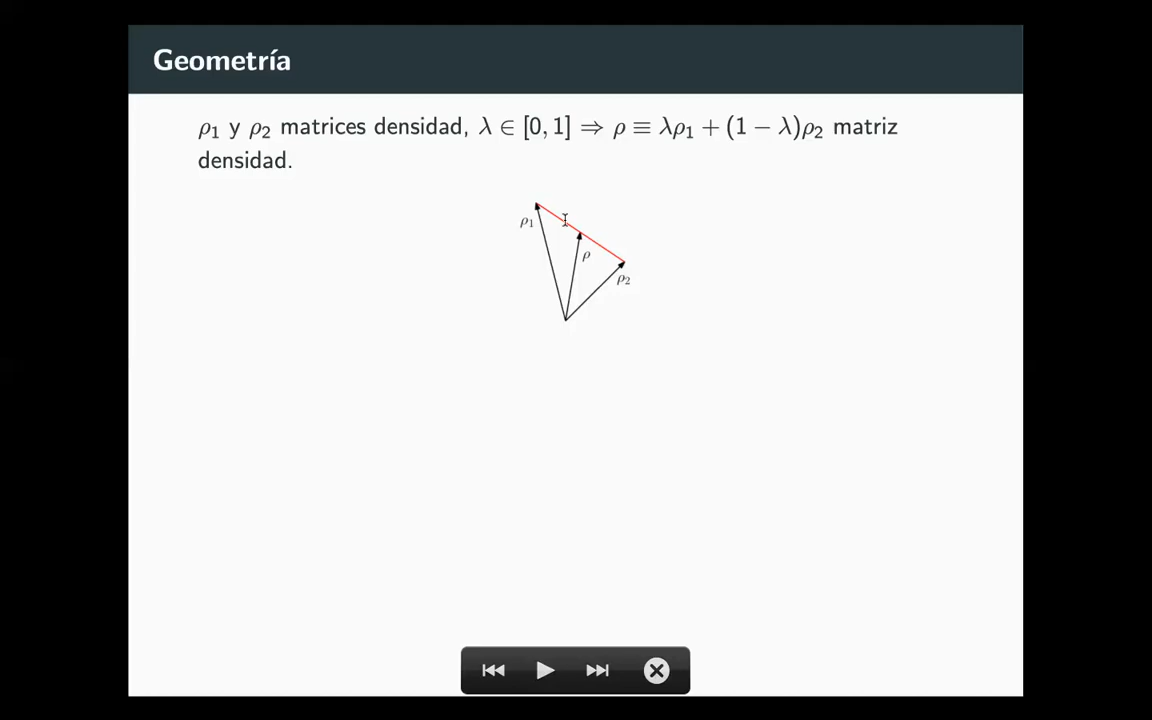 Geometría
ρ₁ y ρ₂ matrices densidad, λ ∈ [0, 1] ⇒ ρ ≡ λρ₁ + (1 − λ)ρ₂ matriz
densidad.
ρ₁
ρ
ρ₂